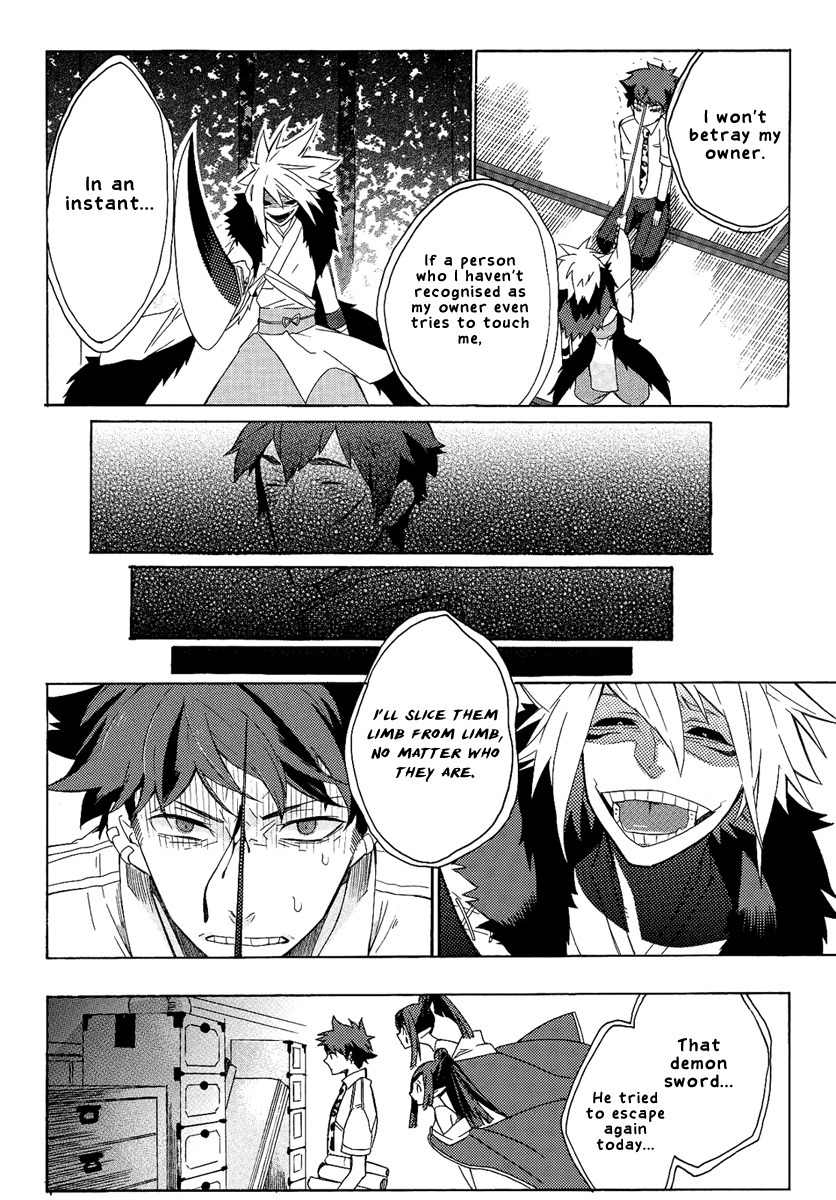 I won't
betray my
owner.
If a person
who I haven't
recognised as
my owner even
tries to touch
me,
In an
instant...
I'LL SLICE THEM
LIMB FROM LIMB,
NO MATTER WHO
THEY ARE.
That
demon
sword...
He tried
to escape
again
today...